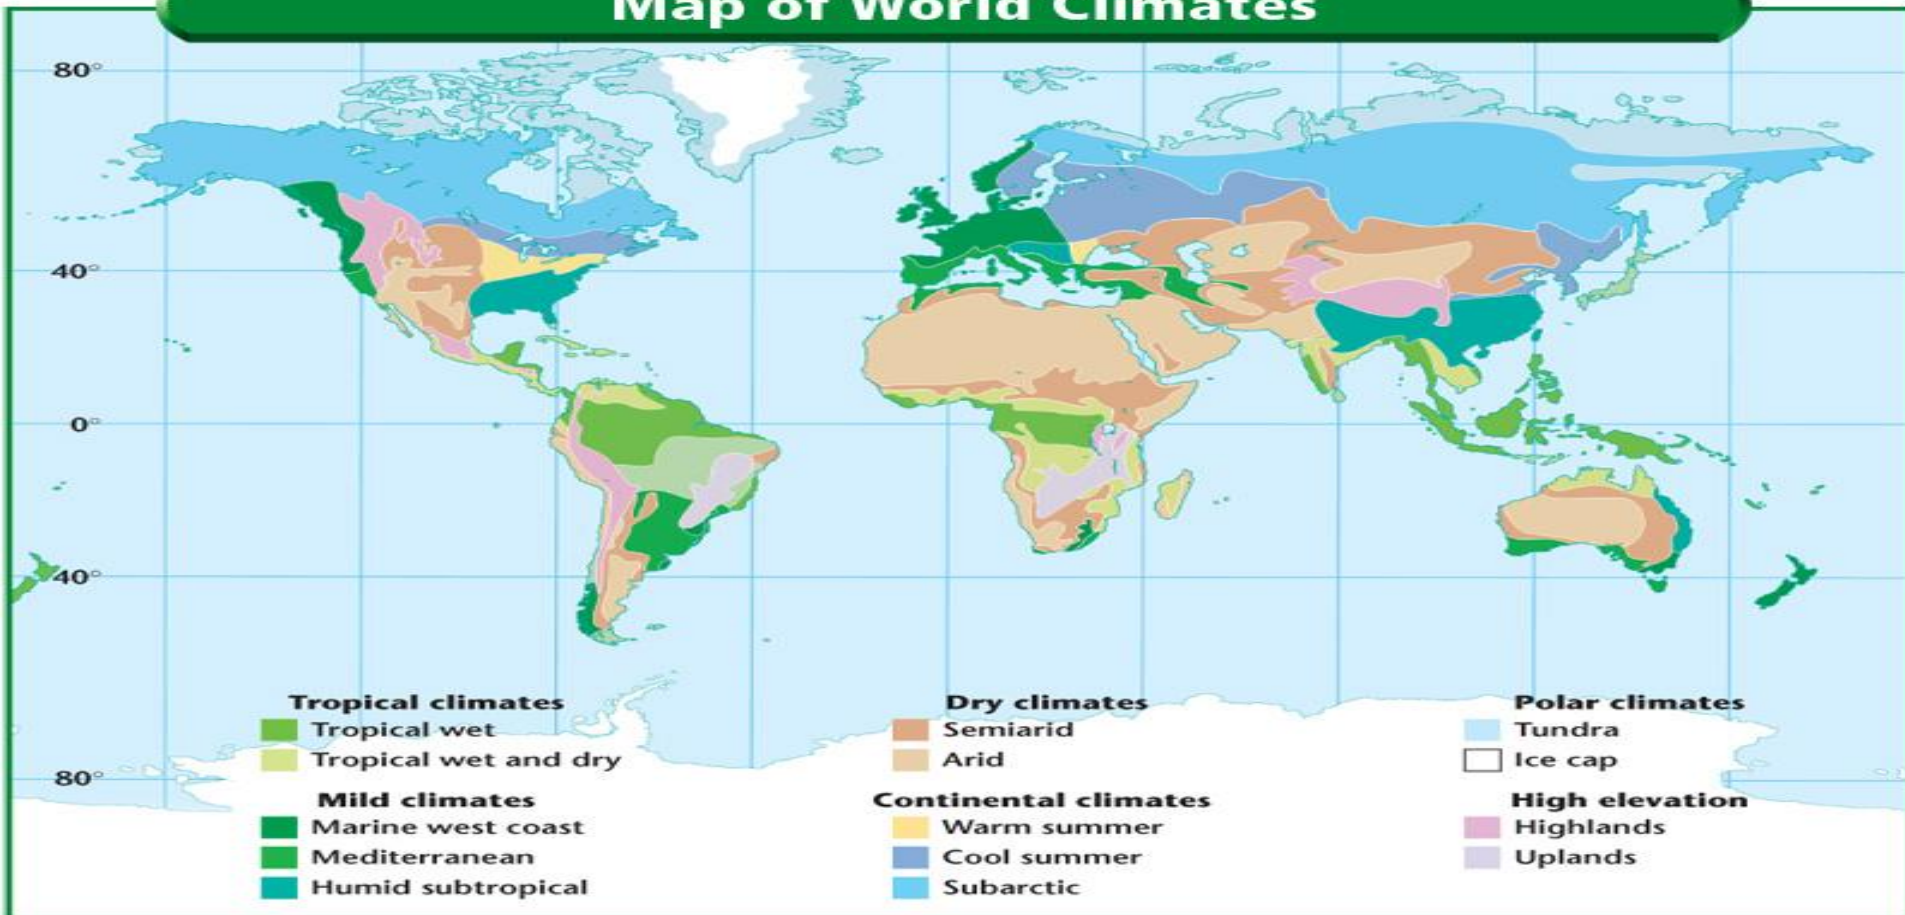 Map of World Climates
80°
40°
0°
40°
80°
Tropical climates
Tropical wet
Tropical wet and dry
Mild climates
Marine west coast
Mediterranean
Humid subtropical
Dry climates
Semiarid
Arid
Continental climates
Warm summer
Cool summer
Subarctic
Polar climates
Tundra
Ice cap
High elevation
Highlands
Uplands